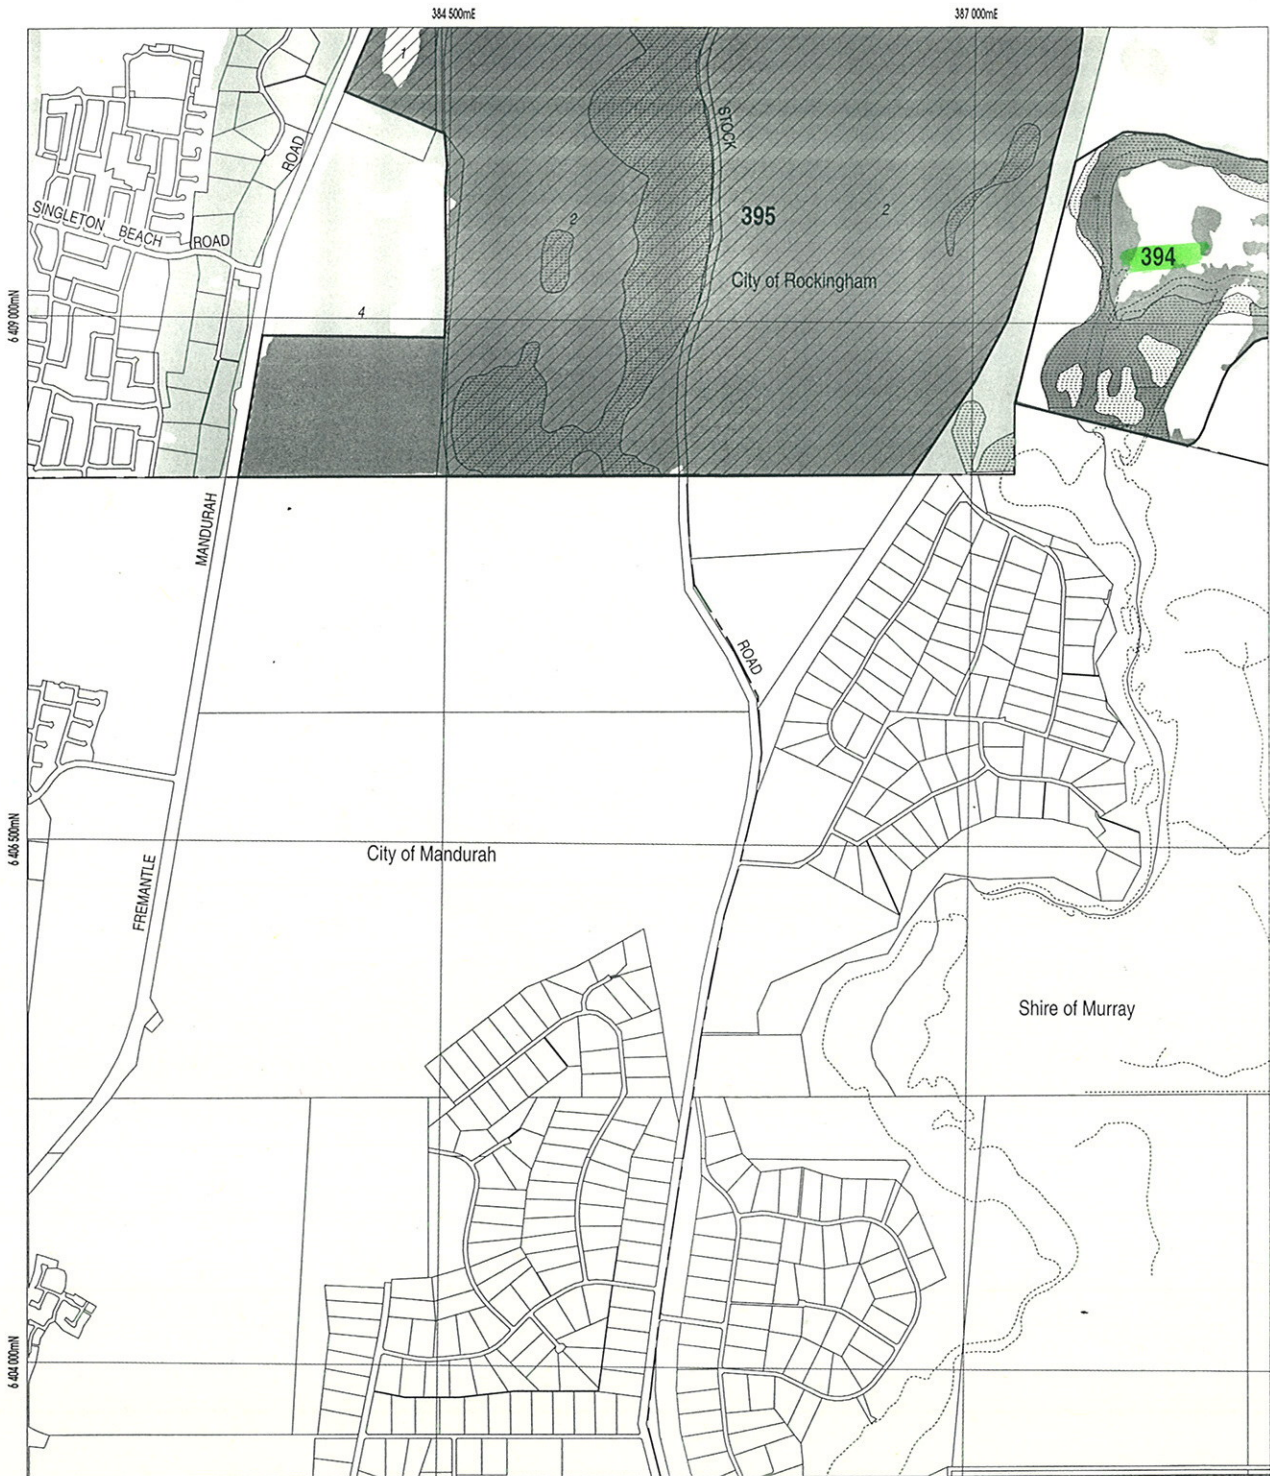 384 500mE
387 000mE
1
ROAD
STOCK
SINGLETON BEACH ROAD
2
395
2
394
City of Rockingham
4
6 409 000mN
MANDURAH
ROAD
6 406 500mN
City of Mandurah
FREMANTLE
Shire of Murray
6 404 000mN